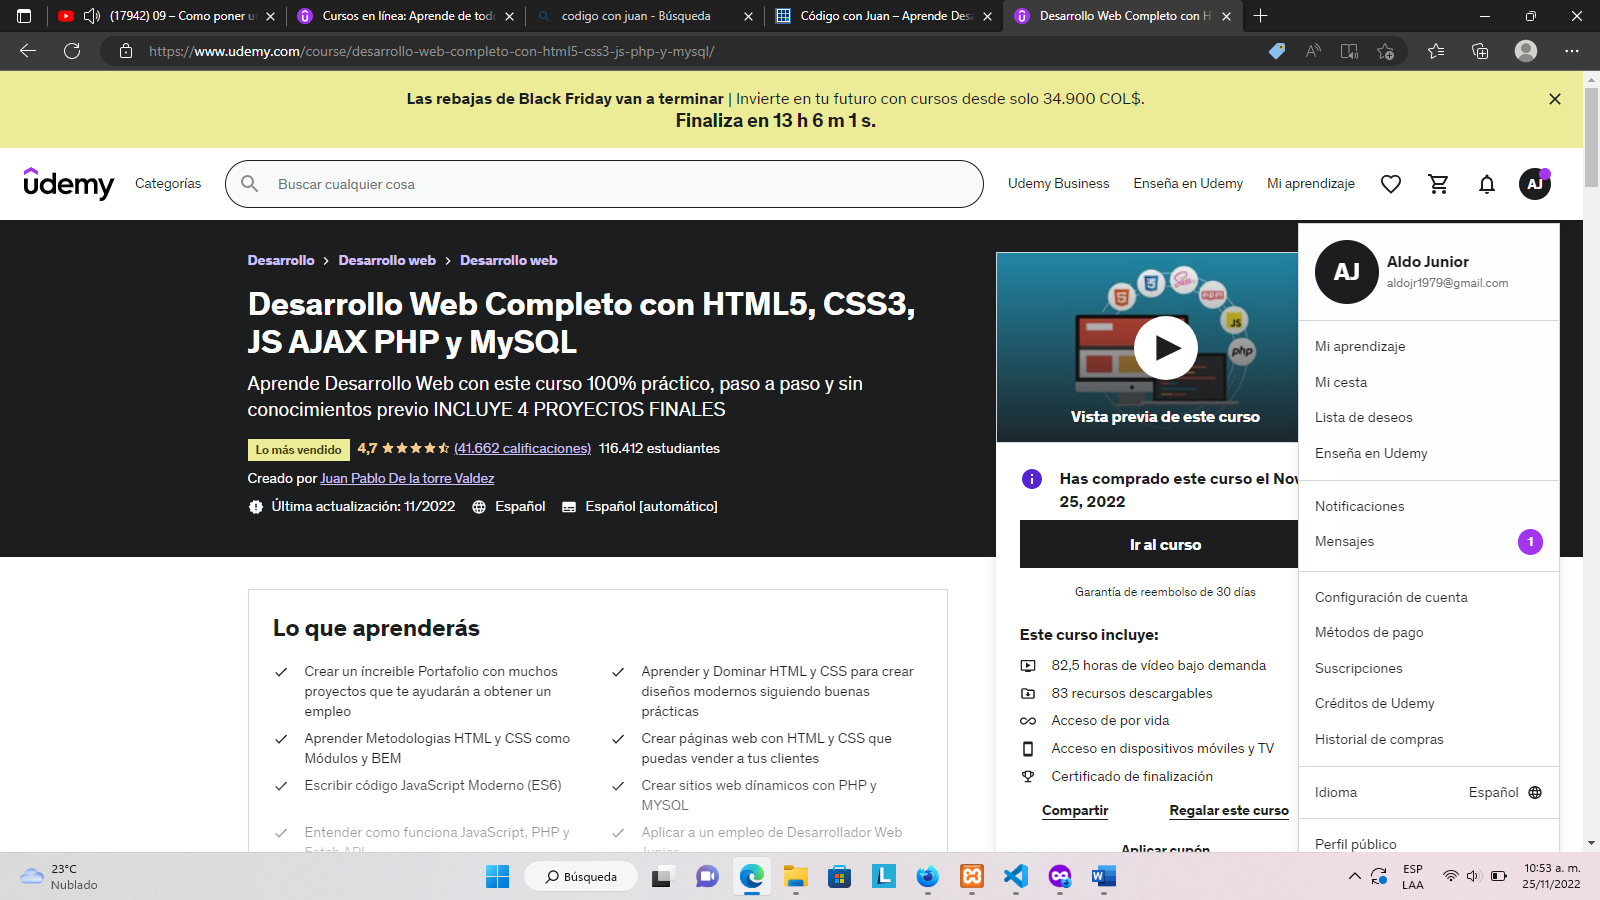 (17942) 09 – Como poner u
Cursos en línea: Aprende de todo
codigo con juan - Búsqueda
Código con Juan – Aprende Desa
Desarrollo Web Completo con H
https://www.udemy.com/course/desarrollo-web-completo-con-html5-css3-js-php-y-mysql/
Las rebajas de Black Friday van a terminar | Invierte en tu futuro con cursos desde solo 34.900 COL$.
Finaliza en 13 h 6 m 1 s.
udemy
Categorías
Buscar cualquier cosa
Udemy Business
Enseña en Udemy
Mi aprendizaje
AJ
Desarrollo > Desarrollo web > Desarrollo web
Desarrollo Web Completo con HTML5, CSS3,
JS AJAX PHP y MySQL
Aprende Desarrollo Web con este curso 100% práctico, paso a paso y sin
conocimientos previo INCLUYE 4 PROYECTOS FINALES
Lo más vendido 4,7 (41.662 calificaciones) 116.412 estudiantes
Creado por Juan Pablo De la torre Valdez
Última actualización: 11/2022 Español Español [automático]
Lo que aprenderás
Crear un íncreible Portafolio con muchos
proyectos que te ayudarán a obtener un
empleo
Aprender Metodologias HTML y CSS como
Módulos y BEM
Escribir código JavaScript Moderno (ES6)
Entender como funciona JavaScript, PHP y
Fetch API
Aprender y Dominar HTML y CSS para crear
diseños modernos siguiendo buenas
prácticas
Crear páginas web con HTML y CSS que
puedas vender a tus clientes
Crear sitios web dínamicos con PHP y
MYSQL
Aplicar a un empleo de Desarrollador Web
Junior
Sass
npm
JS
php
Vista previa de este curso
Has comprado este curso el Nov
25, 2022
Ir al curso
Garantía de reembolso de 30 días
Este curso incluye:
82,5 horas de vídeo bajo demanda
83 recursos descargables
Acceso de por vida
Acceso en dispositivos móviles y TV
Certificado de finalización
Compartir
Regalar este curso
Aplicar cupón
AJ
Aldo Junior
aldojr1979@gmail.com
Mi aprendizaje
Mi cesta
Lista de deseos
Enseña en Udemy
Notificaciones
Mensajes 1
Configuración de cuenta
Métodos de pago
Suscripciones
Créditos de Udemy
Historial de compras
Idioma Español
Perfil público
23°C
Nublado
Búsqueda
ESP
LAA
10:53 a. m.
25/11/2022